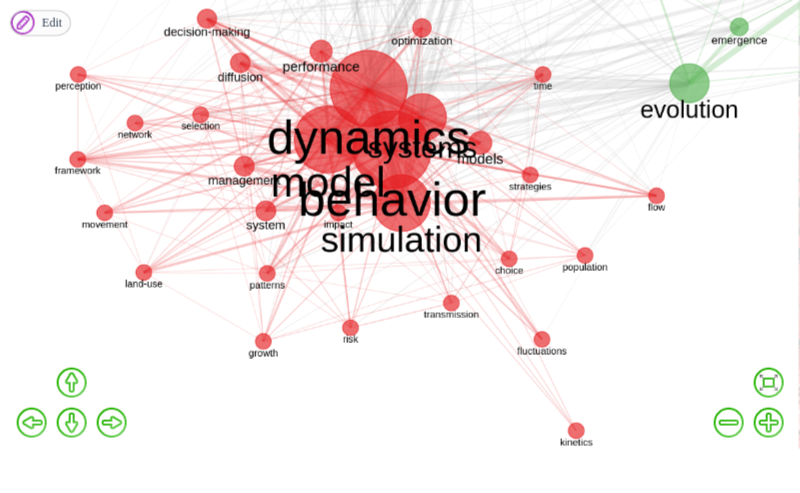 Edit
decision-making
optimization
emergence
performance
diffusion
perception
time
evolution
selection
network
dynamics
systems
models
framework
management
model
strategies
behavior
flow
movement
system
impact
simulation
choice
population
land-use
patterns
transmission
risk
growth
fluctuations
kinetics